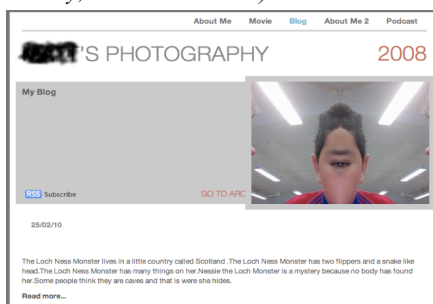 About Me Movie Blog About Me 2 Podcast
'S PHOTOGRAPHY 2008
My Blog
RSS Subscribe GO TO ARC
25/02/10
The Loch Ness Monster lives in a little country called Scotland .The Loch Ness Monster has two flippers and a snake like
head.The Loch Ness Monster has many things on her.Nessie the Loch Monster is a mystery because no body has found
her.Some people think they are caves and that is were she hides.
Read more...